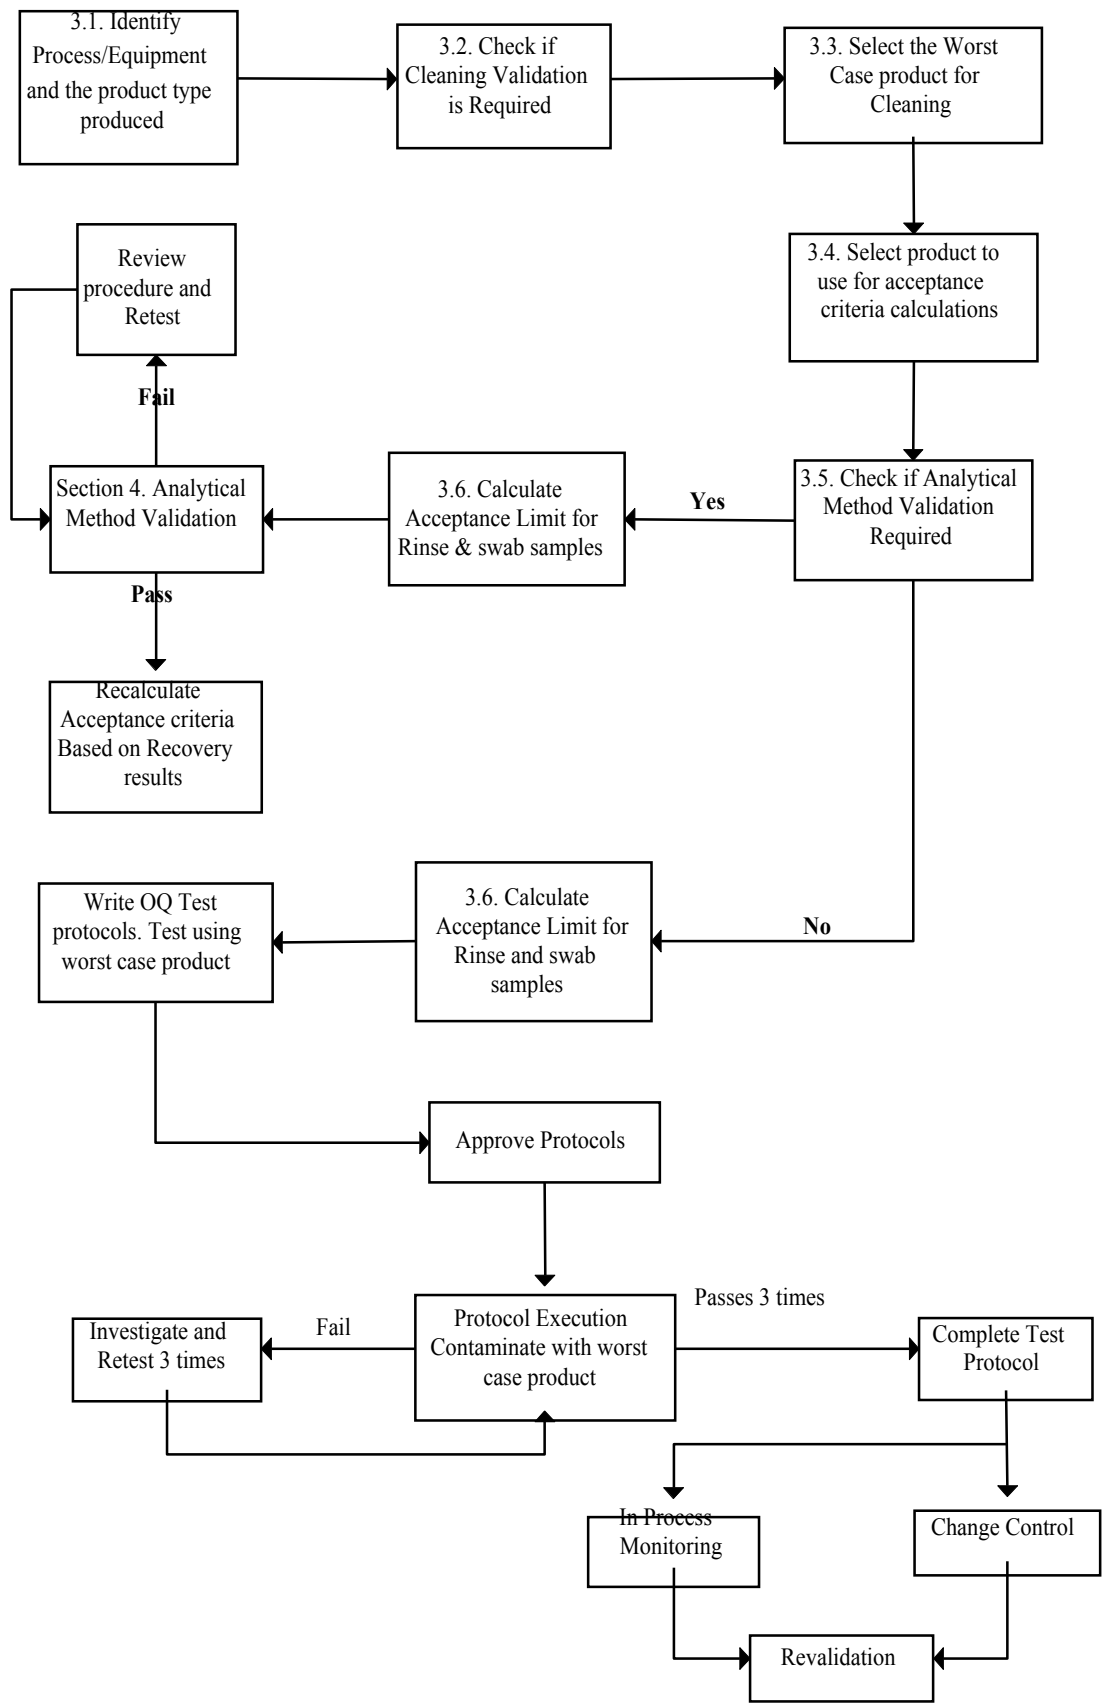 3.1. Identify
Process/Equipment
and the product type
produced
3.2. Check if
Cleaning Validation
is Required
3.3. Select the Worst
Case product for
Cleaning
Review
procedure and
Retest
3.4. Select product to
use for acceptance
criteria calculations
Fail
Section 4. Analytical
Method Validation
3.6. Calculate
Acceptance Limit for
Rinse & swab samples
Yes
3.5. Check if Analytical
Method Validation
Required
Pass
Recalculate
Acceptance criteria
Based on Recovery
results
Write OQ Test
protocols. Test using
worst case product
3.6. Calculate
Acceptance Limit for
Rinse and swab
samples
No
Approve Protocols
Investigate and
Retest 3 times
Fail
Protocol Execution
Contaminate with worst
case product
Passes 3 times
Complete Test
Protocol
In Process
Monitoring
Change Control
Revalidation